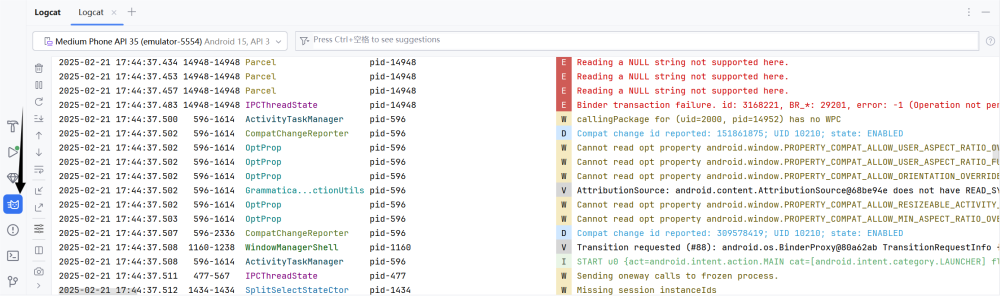 Logcat Logcat
Medium Phone API 35 (emulator-5554) Android 15, API 3 Press Ctrl+空格 to see suggestions
2025-02-21 17:44:37.434 14948-14948 Parcel pid-14948 E Reading a NULL string not supported here.
2025-02-21 17:44:37.453 14948-14948 Parcel pid-14948 E Reading a NULL string not supported here.
2025-02-21 17:44:37.457 14948-14948 Parcel pid-14948 E Reading a NULL string not supported here.
2025-02-21 17:44:37.483 14948-14948 IPCThreadState pid-14948 E Binder transaction failure. id: 3168221, BR_*: 29201, error: -1 (Operation not per
2025-02-21 17:44:37.500 596-1614 ActivityTaskManager pid-596 W callingPackage for (uid=2000, pid=14952) has no WPC
2025-02-21 17:44:37.502 596-1614 CompatChangeReporter pid-596 D Compat change id reported: 151861875; UID 10210; state: ENABLED
2025-02-21 17:44:37.502 596-1614 OptProp pid-596 W Cannot read opt property android.window.PROPERTY_COMPAT_ALLOW_USER_ASPECT_RATIO_OV
2025-02-21 17:44:37.502 596-1614 OptProp pid-596 W Cannot read opt property android.window.PROPERTY_COMPAT_ALLOW_USER_ASPECT_RATIO_FU
2025-02-21 17:44:37.502 596-1614 OptProp pid-596 W Cannot read opt property android.window.PROPERTY_COMPAT_ALLOW_ORIENTATION_OVERRIDE
2025-02-21 17:44:37.502 596-1614 Grammatica...ctionUtils pid-596 V AttributionSource: android.content.AttributionSource@68be94e does not have READ_SY
2025-02-21 17:44:37.502 596-1614 OptProp pid-596 W Cannot read opt property android.window.PROPERTY_COMPAT_ALLOW_RESIZEABLE_ACTIVITY_
2025-02-21 17:44:37.503 596-1614 OptProp pid-596 W Cannot read opt property android.window.PROPERTY_COMPAT_ALLOW_MIN_ASPECT_RATIO_OVE
2025-02-21 17:44:37.507 596-2336 CompatChangeReporter pid-596 D Compat change id reported: 309578419; UID 10210; state: ENABLED
2025-02-21 17:44:37.508 1160-1238 WindowManagerShell pid-1160 V Transition requested (#88): android.os.BinderProxy@80a62ab TransitionRequestInfo {
2025-02-21 17:44:37.508 596-1614 ActivityTaskManager pid-596 I START u0 {act=android.intent.action.MAIN cat=[android.intent.category.LAUNCHER] fl
2025-02-21 17:44:37.511 477-567 IPCThreadState pid-477 W Sending oneway calls to frozen process.
2025-02-21 17:44:37.512 1434-1434 SplitSelectStateCtor pid-1434 W Missing session instanceIds